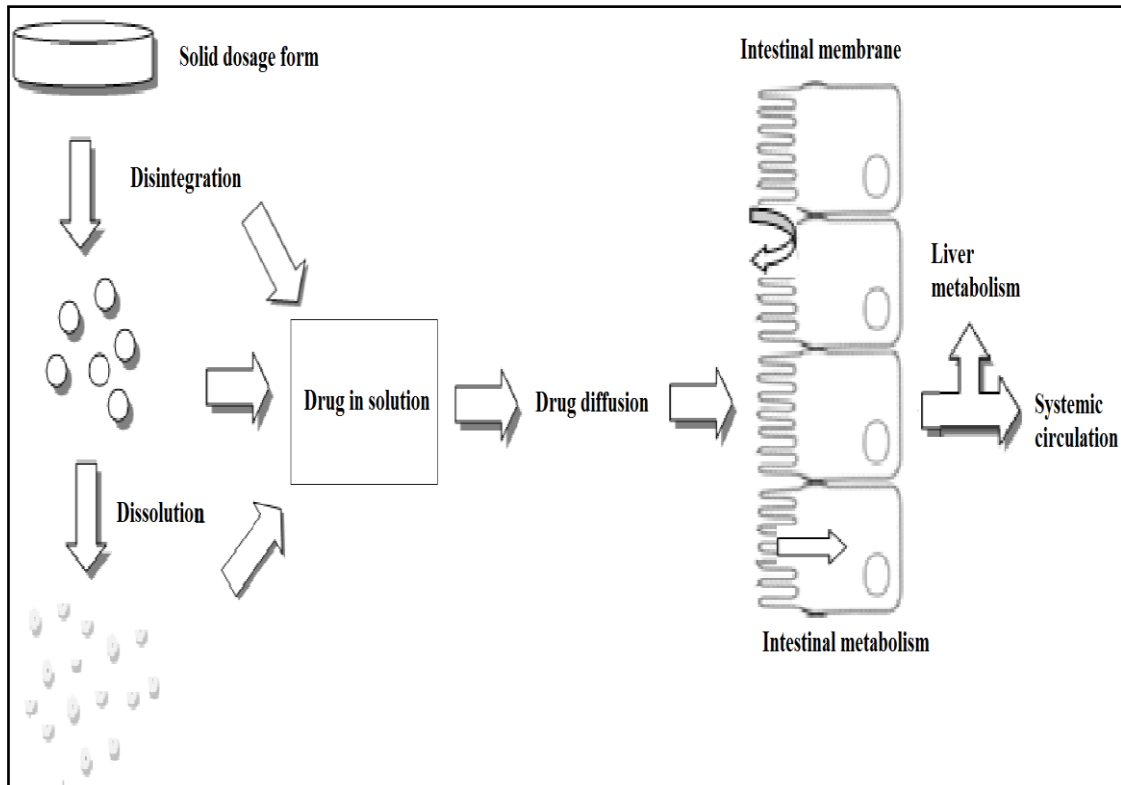 Solid dosage form
Disintegration
Dissolution
Drug in solution
Drug diffusion
Intestinal membrane
Intestinal metabolism
Liver
metabolism
Systemic
circulation